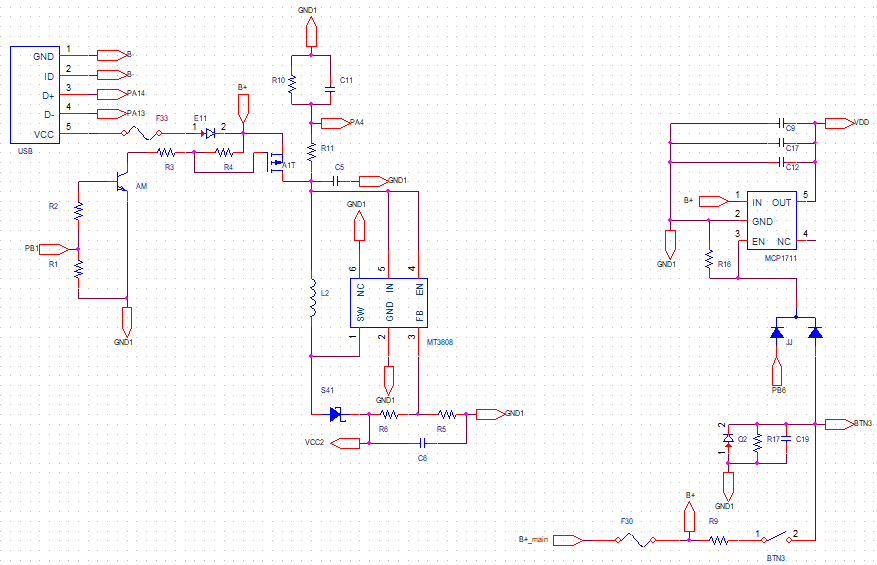 GND1
GND 1 B-
ID 2 B-
D+ 3 PA14
D- 4 PA13
VCC 5
USB
F33
1 E11 2
B+
R10
C11
PA4
R11
R3
R4
A1T
C5
GND1
AM
R2
PB1
R1
GND1
GND1
L2
6 5 4
NC IN EN
SW GND FB
1 2 3
MT3608
GND1
S41
R6
R5
GND1
VCC2
C6
C9
VDD
C17
C12
B+
1 IN OUT 5
2 GND
3 EN NC 4
MCP1711
GND1
R16
JJ
PB6
BTN3
2
Q2
1
R17
C19
GND1
B+
B+_main
F30
R9
1 2
BTN3